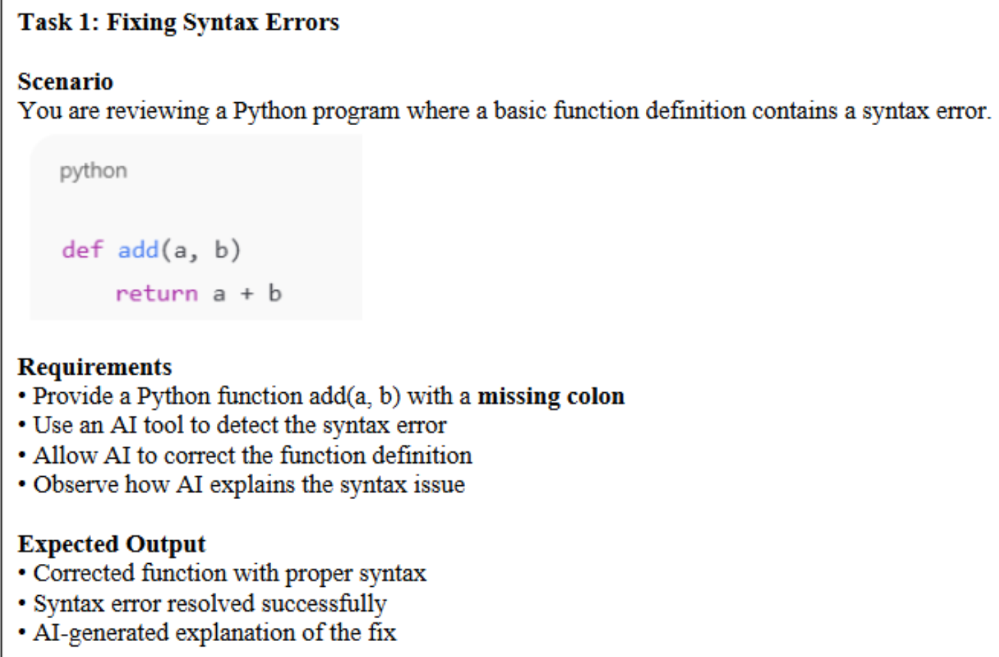 Task 1: Fixing Syntax Errors
Scenario
You are reviewing a Python program where a basic function definition contains a syntax error.
python
def add(a, b)
    return a + b
Requirements
• Provide a Python function add(a, b) with a missing colon
• Use an AI tool to detect the syntax error
• Allow AI to correct the function definition
• Observe how AI explains the syntax issue
Expected Output
• Corrected function with proper syntax
• Syntax error resolved successfully
• AI-generated explanation of the fix